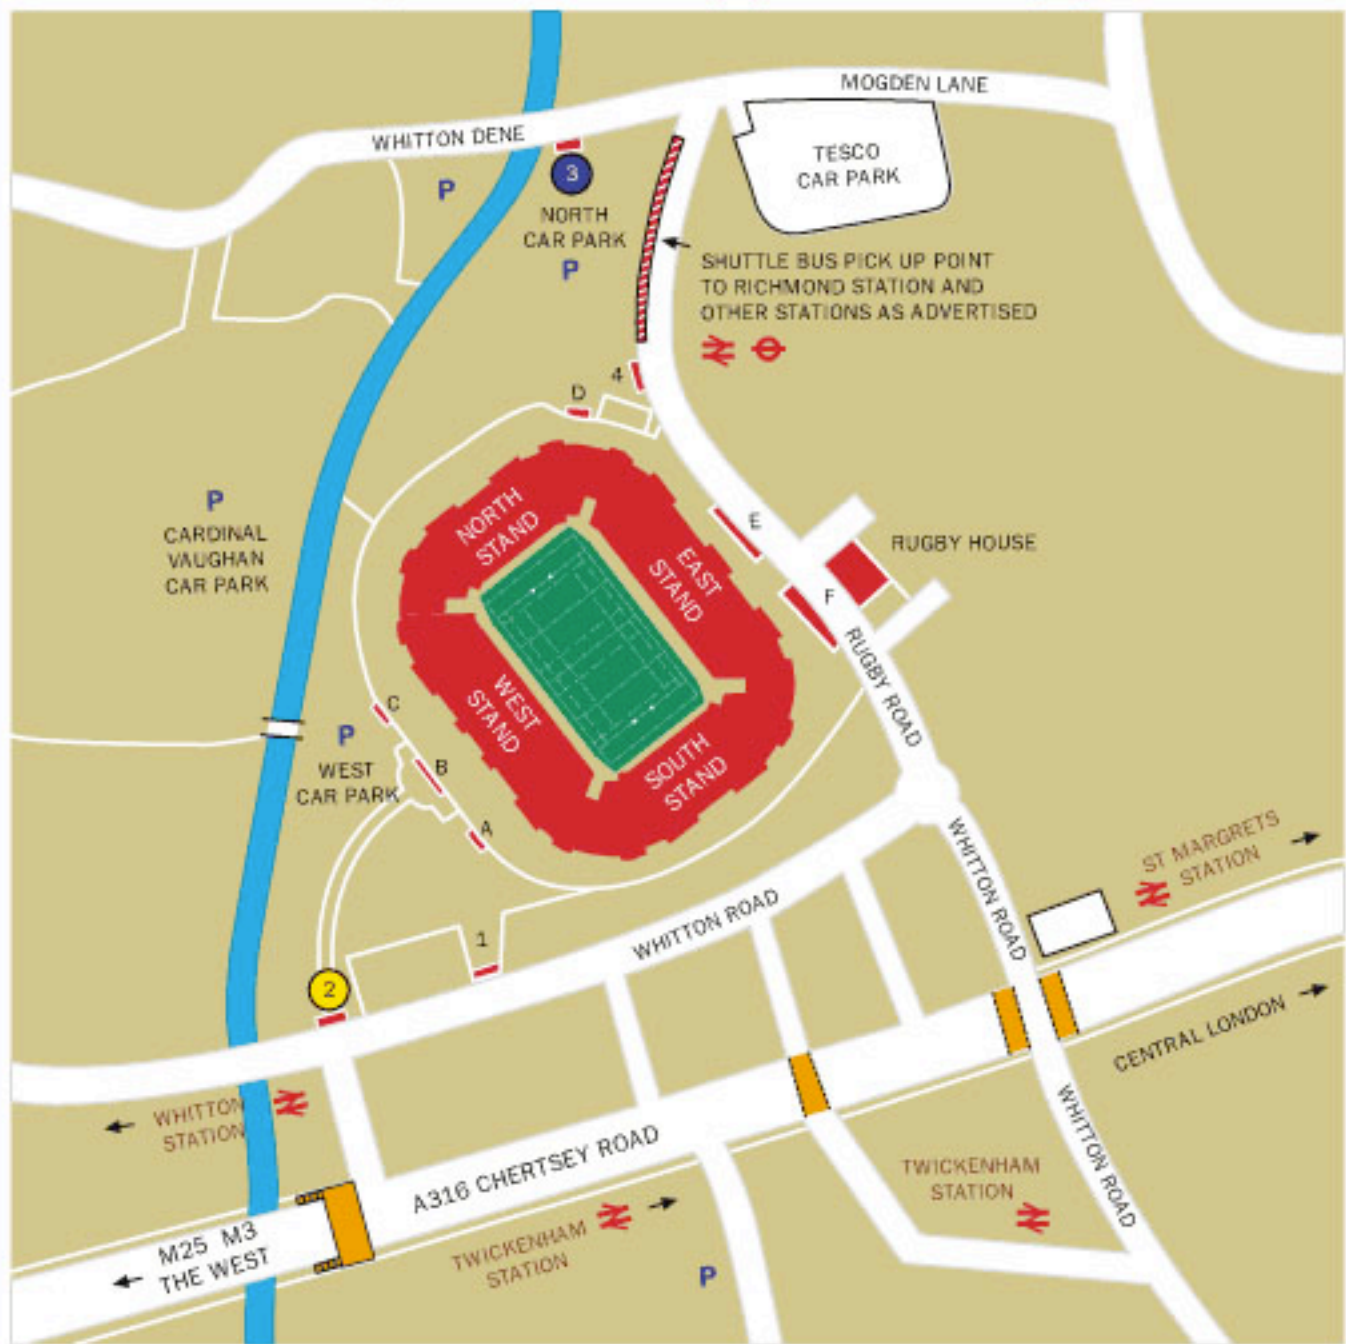 MOGDEN LANE
WHITTON DENE
TESCO
CAR PARK
3
P
NORTH
CAR PARK
P
SHUTTLE BUS PICK UP POINT
TO RICHMOND STATION AND
OTHER STATIONS AS ADVERTISED
4
D
P
CARDINAL
VAUGHAN
CAR PARK
NORTH
STAND
E
RUGBY HOUSE
EAST
STAND
F
RUGBY ROAD
WEST
STAND
C
P
WEST
CAR PARK
B
SOUTH
STAND
A
WHITTON ROAD
ST MARGRETS
STATION
WHITTON ROAD
1
2
CENTRAL LONDON
WHITTON
STATION
A316 CHERTSEY ROAD
WHITTON ROAD
TWICKENHAM
STATION
M25 M3
THE WEST
TWICKENHAM
STATION
P